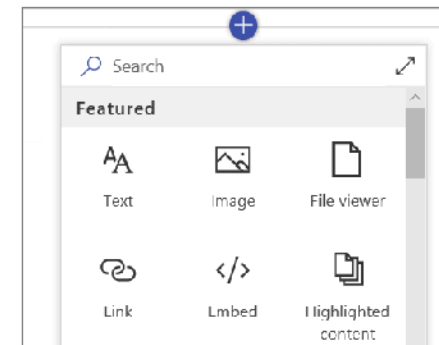 Search
Featured
Text Image File viewer
Link Embed Highlighted
content